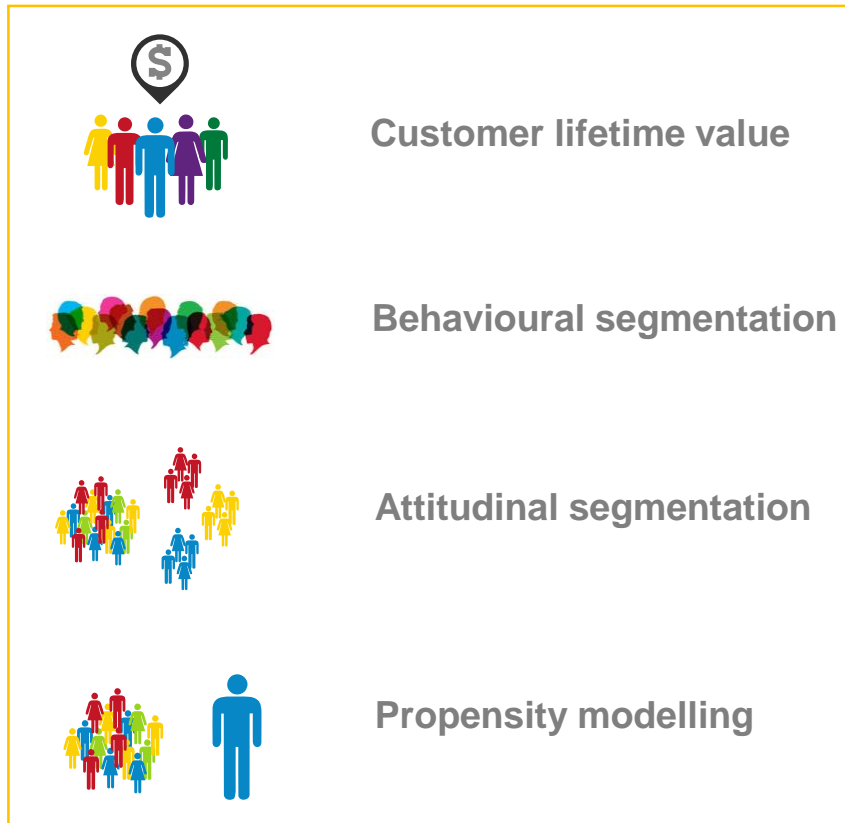 $
Customer lifetime value
Behavioural segmentation
Attitudinal segmentation
Propensity modelling